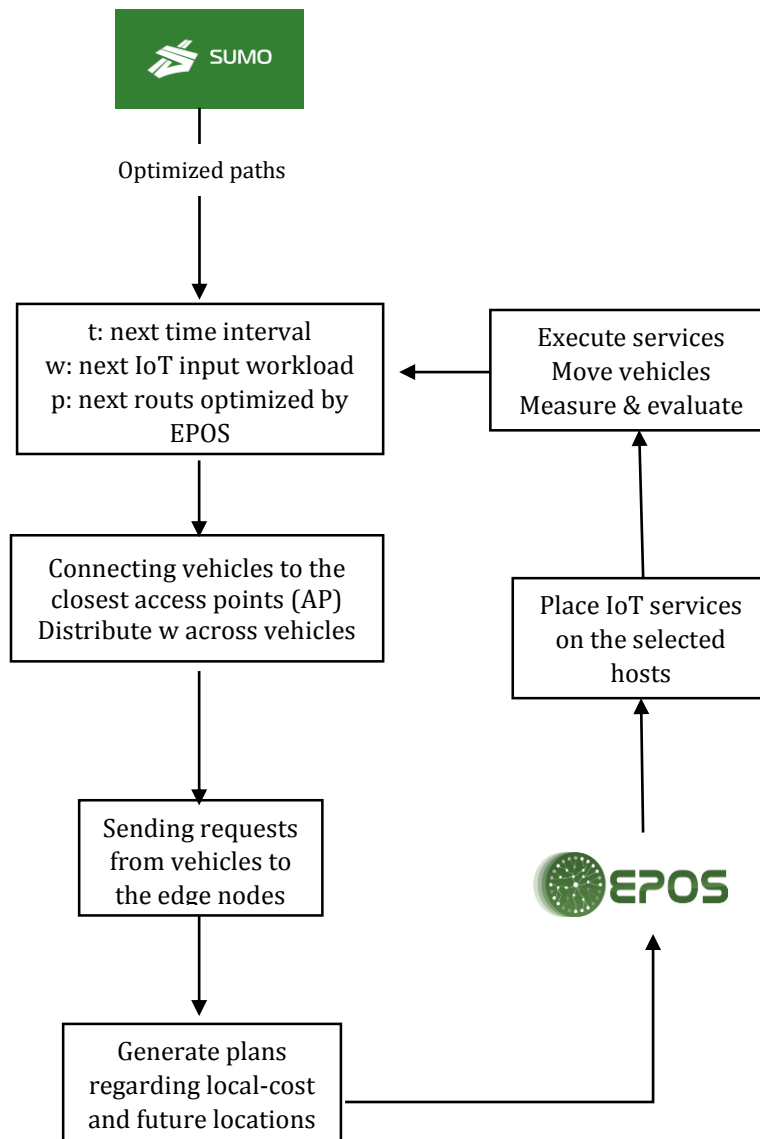 SUMO
Optimized paths
t: next time interval
w: next IoT input workload
p: next routs optimized by
EPOS
Connecting vehicles to the
closest access points (AP)
Distribute w across vehicles
Sending requests
from vehicles to
the edge nodes
Generate plans
regarding local-cost
and future locations
EPOS
Place IoT services
on the selected
hosts
Execute services
Move vehicles
Measure & evaluate